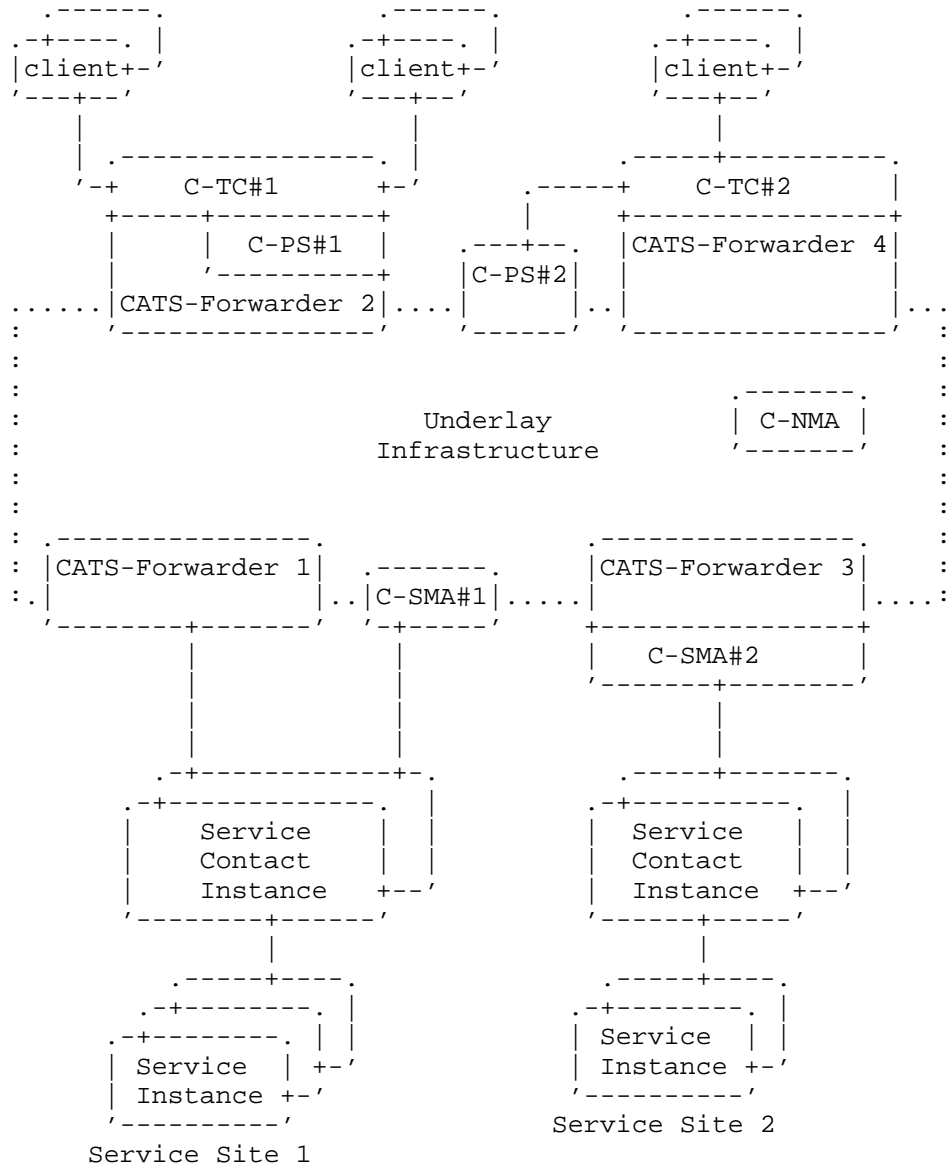 client client client
C-TC#1 C-TC#2
C-PS#1 CATS-Forwarder 4
C-PS#2
CATS-Forwarder 2
C-NMA
Underlay
Infrastructure
CATS-Forwarder 1 CATS-Forwarder 3
C-SMA#1
C-SMA#2
Service Service
Contact Contact
Instance Instance
Service
Service Instance
Instance
Service Site 2
Service Site 1